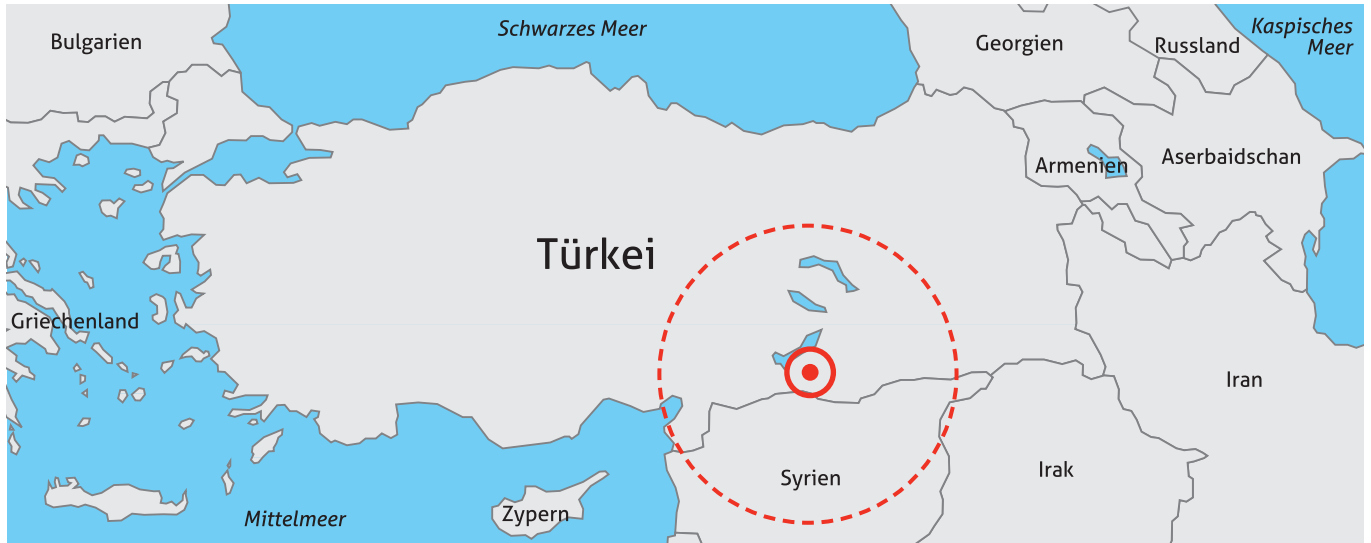 Schwarzes Meer
Kaspisches
Meer
Bulgarien
Georgien
Russland
Armenien
Aserbaidschan
Türkei
Griechenland
Iran
Irak
Syrien
Zypern
Mittelmeer